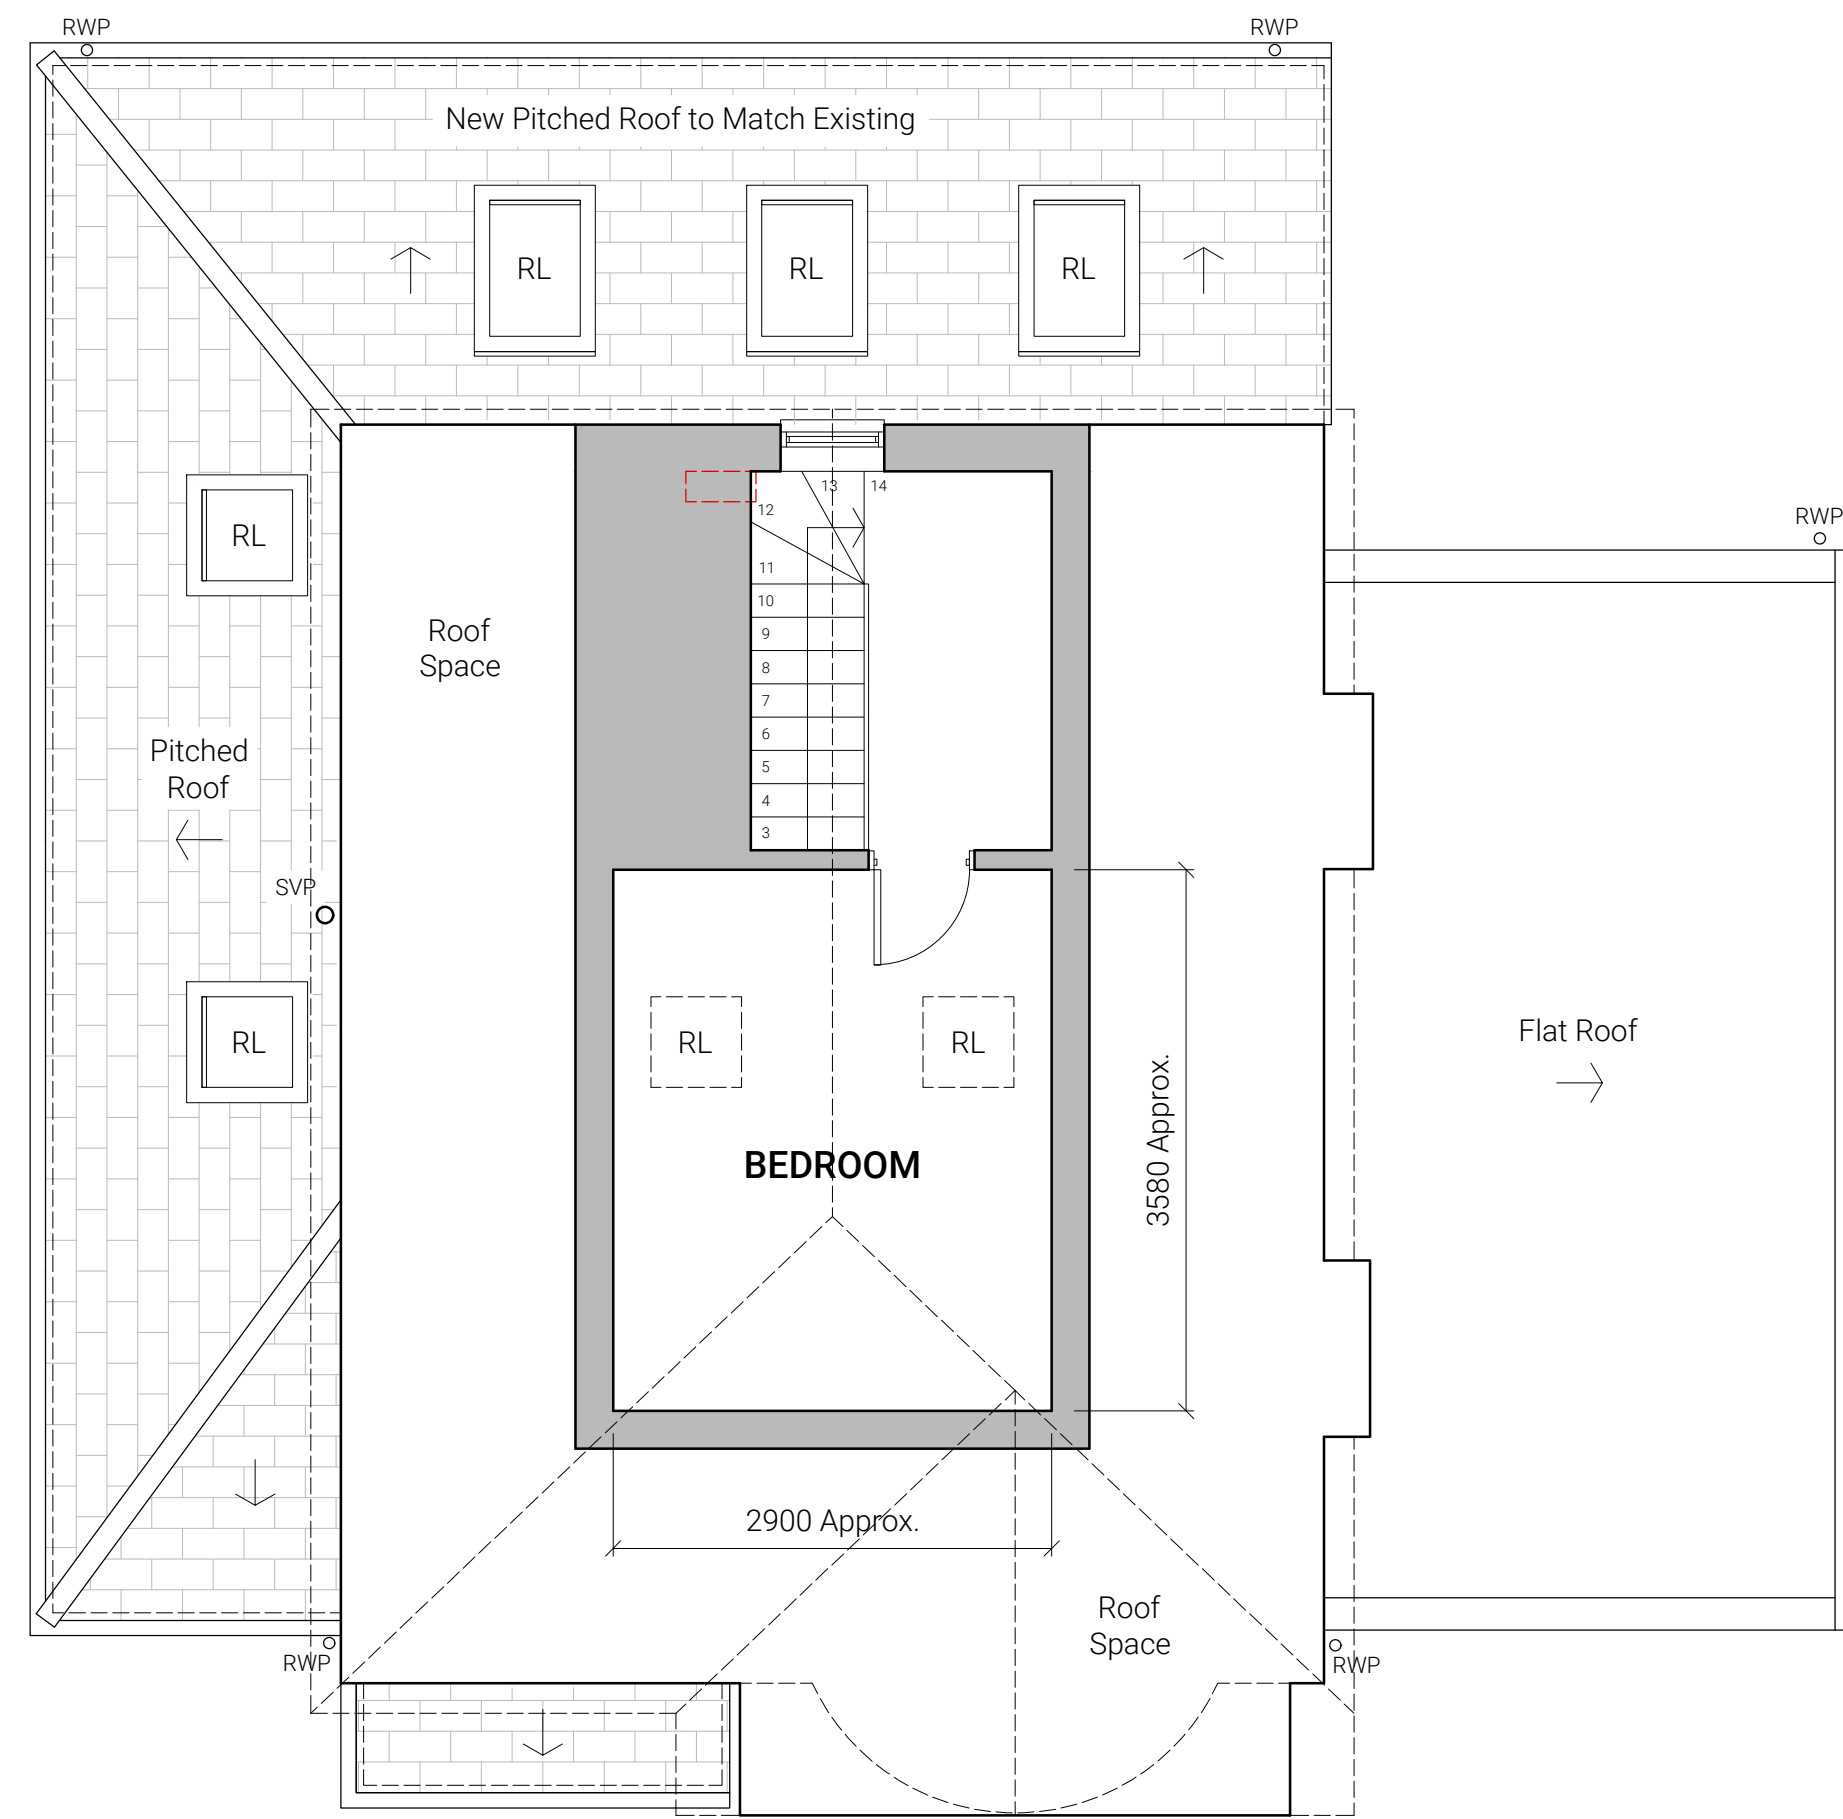 RWP
RWP
New Pitched Roof to Match Existing
RL
RL
RL
13
14
12
RWP
RL
11
10
9
8
7
6
5
4
3
Roof
Space
Pitched
Roof
SVP
RL
RL
RL
Flat Roof
3580 Approx.
BEDROOM
2900 Approx.
Roof
Space
RWP
RWP